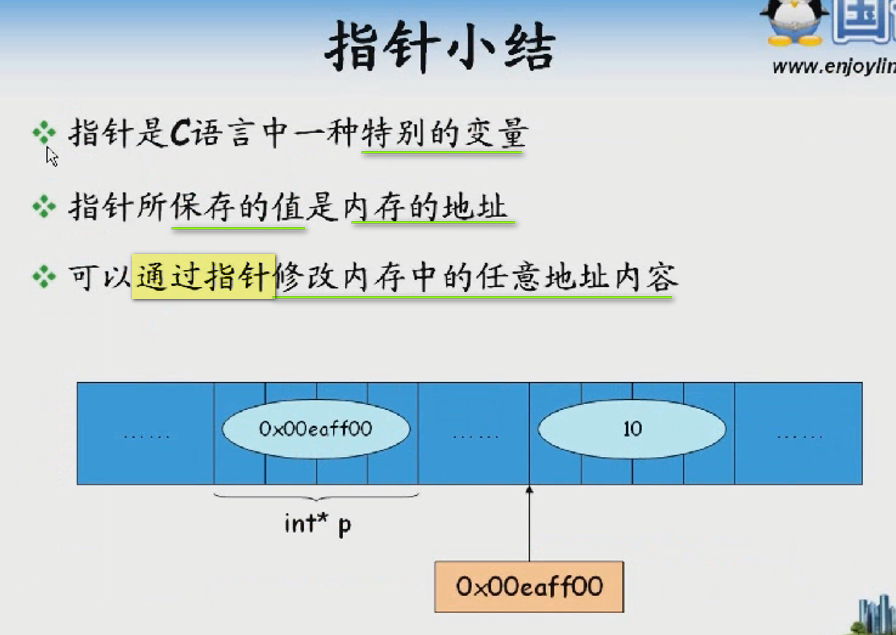 指针小结
www.enjoylin
指针是C语言中一种特别的变量
指针所保存的值是内存的地址
可以通过指针修改内存中的任意地址内容
...... 0x00eaff00 ...... 10 ......
int* p
0x00eaff00